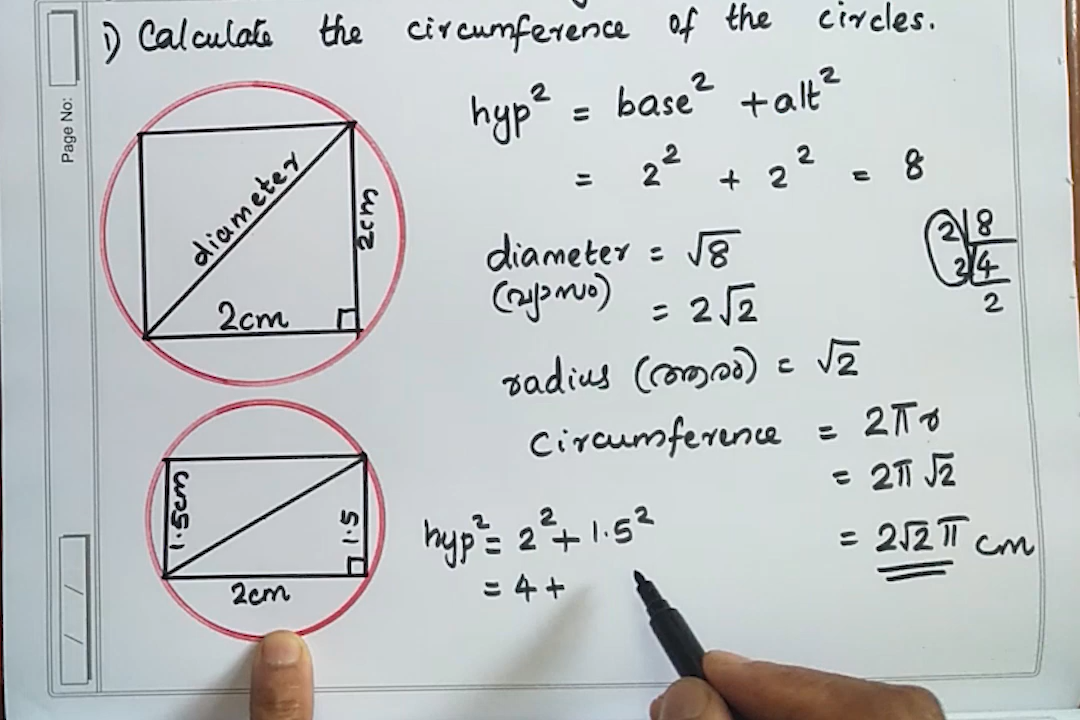 i) Calculate the circumference of the circles.
Page No:
diameter
2cm
2cm
hyp² = base² + alt²
= 2² + 2² = 8
2 8
2 4
2
diameter = √8
(വ്യാസം)
= 2√2
radius (ആരം) = √2
Circumference = 2πr
= 2π√2
= 2√2π cm
1.5cm
1.5
2cm
hyp² = 2² + 1.5²
= 4 +